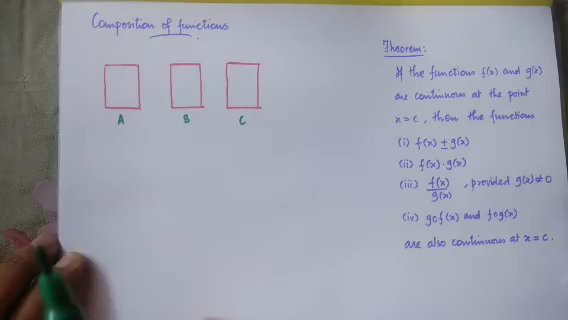 Composition of functions
A B C
Theorem:
If the functions f(x) and g(x)
are continuous at the point
x=c, then the functions
(i) f(x) ± g(x)
(ii) f(x)·g(x)
(iii) f(x)/g(x), provided g(x)≠0
(iv) gof(x) and fog(x)
are also continuous at x=c.